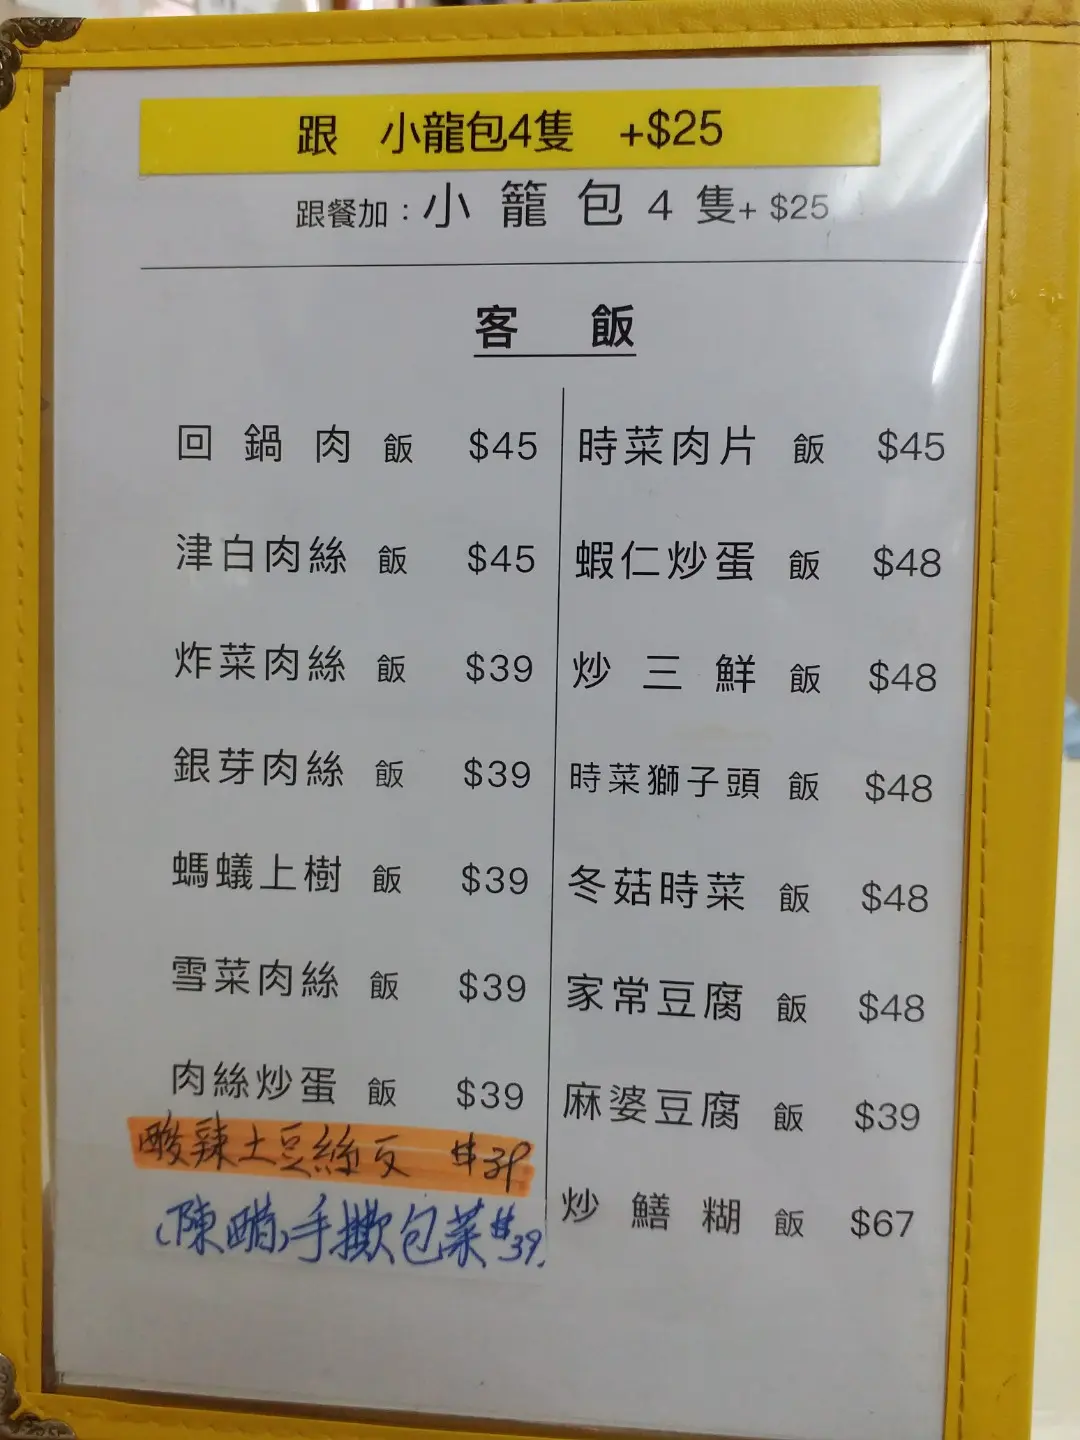 跟 小龍包4隻 +$25
跟餐加：小籠包4隻+ $25
客飯
回鍋肉飯 $45
津白肉絲飯 $45
炸菜肉絲飯 $39
銀芽肉絲飯 $39
螞蟻上樹飯 $39
雪菜肉絲飯 $39
肉絲炒蛋飯 $39
酸辣土豆絲反 $39
(陳醋)手撕包菜$39.
時菜肉片飯 $45
蝦仁炒蛋飯 $48
炒三鮮飯 $48
時菜獅子頭飯 $48
冬菇時菜飯 $48
家常豆腐飯 $48
麻婆豆腐飯 $39
炒鱔糊飯 $67